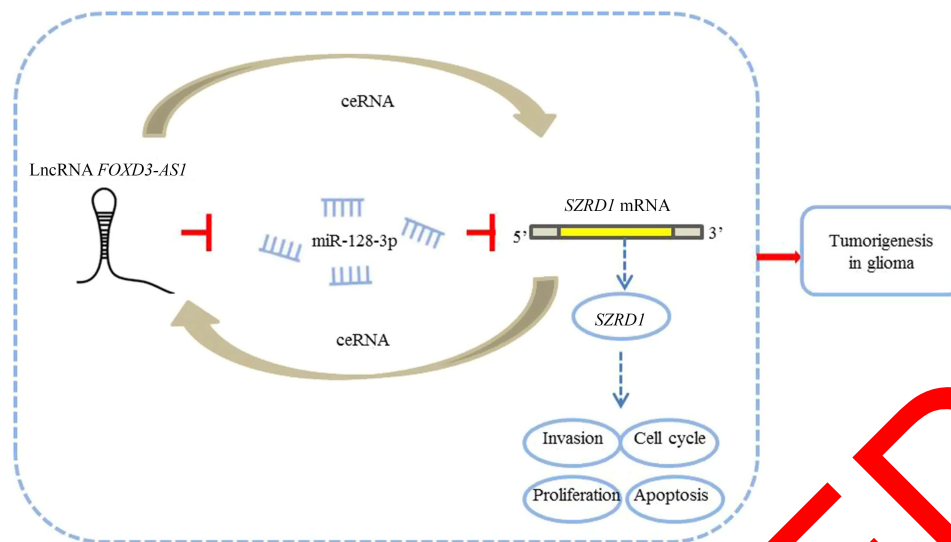 ceRNA
LncRNA FOXD3-AS1
SZRD1 mRNA
miR-128-3p
5’
3’
Tumorigenesis
in glioma
SZRD1
ceRNA
Invasion
Cell cycle
Proliferation
Apoptosis